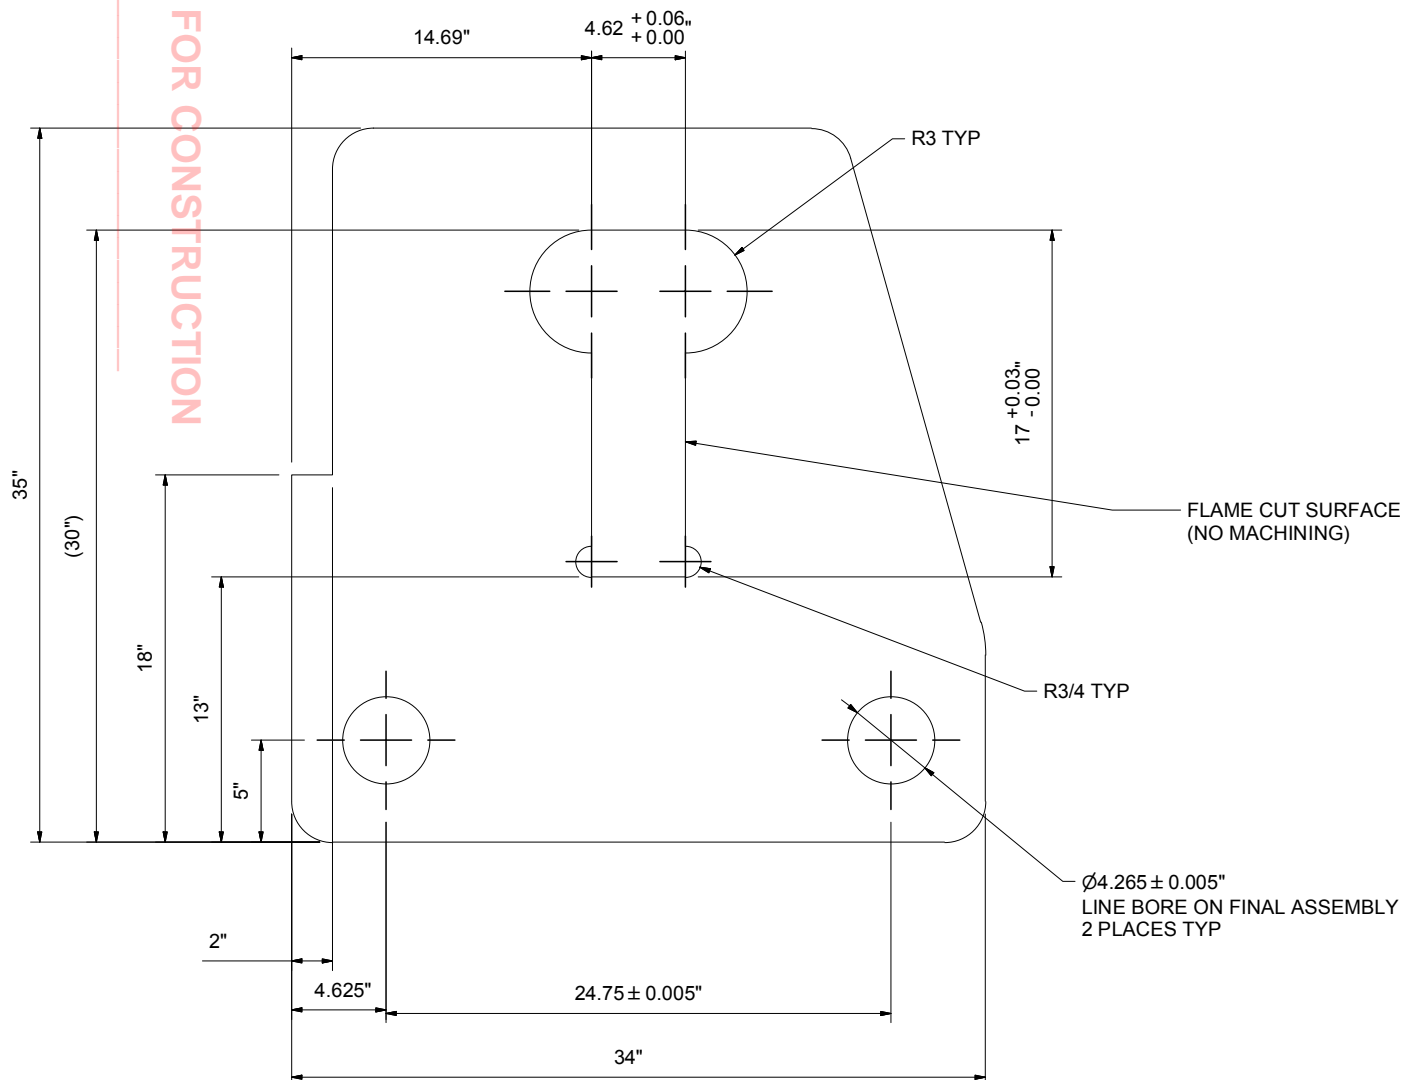 14.69"
4.62 + 0.06 + 0.00"
FOR CONSTRUCTION
R3 TYP
17 +0.03 -0.00"
35"
(30")
FLAME CUT SURFACE
(NO MACHINING)
18"
13"
R3/4 TYP
5"
Ø4.265 ± 0.005"
LINE BORE ON FINAL ASSEMBLY
2 PLACES TYP
2"
4.625"
24.75 ± 0.005"
34"